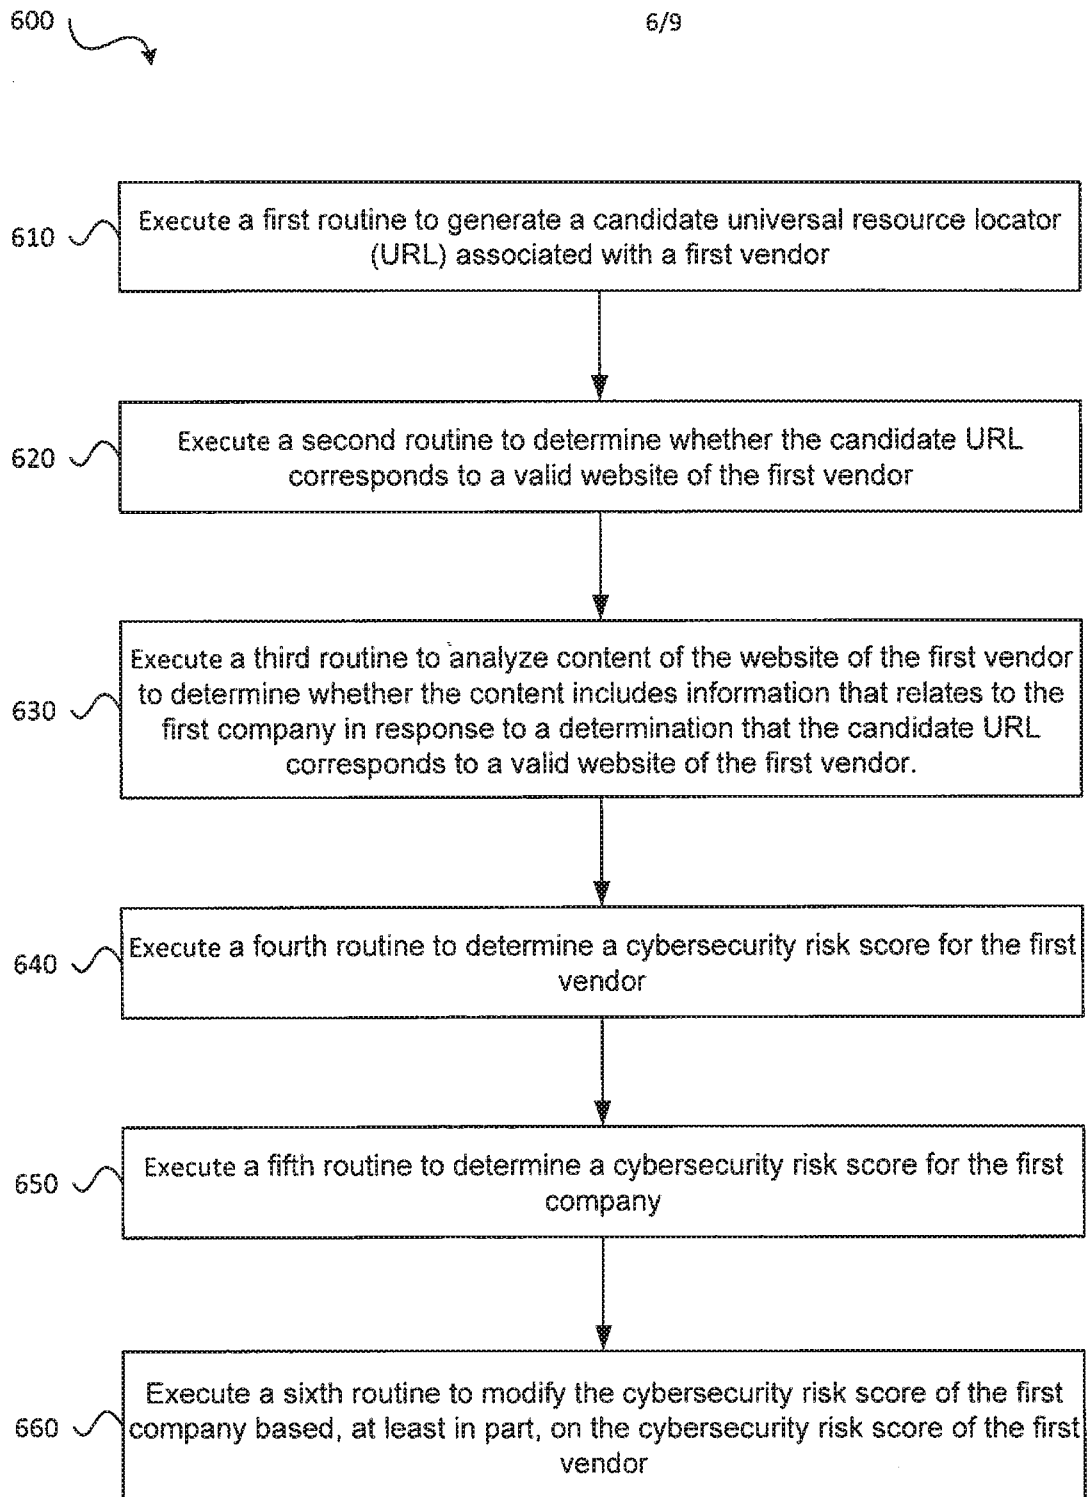 600
6/9
610
Execute a first routine to generate a candidate universal resource locator
(URL) associated with a first vendor
620
Execute a second routine to determine whether the candidate URL
corresponds to a valid website of the first vendor
630
Execute a third routine to analyze content of the website of the first vendor
to determine whether the content includes information that relates to the
first company in response to a determination that the candidate URL
corresponds to a valid website of the first vendor.
640
Execute a fourth routine to determine a cybersecurity risk score for the first
vendor
650
Execute a fifth routine to determine a cybersecurity risk score for the first
company
660
Execute a sixth routine to modify the cybersecurity risk score of the first
company based, at least in part, on the cybersecurity risk score of the first
vendor